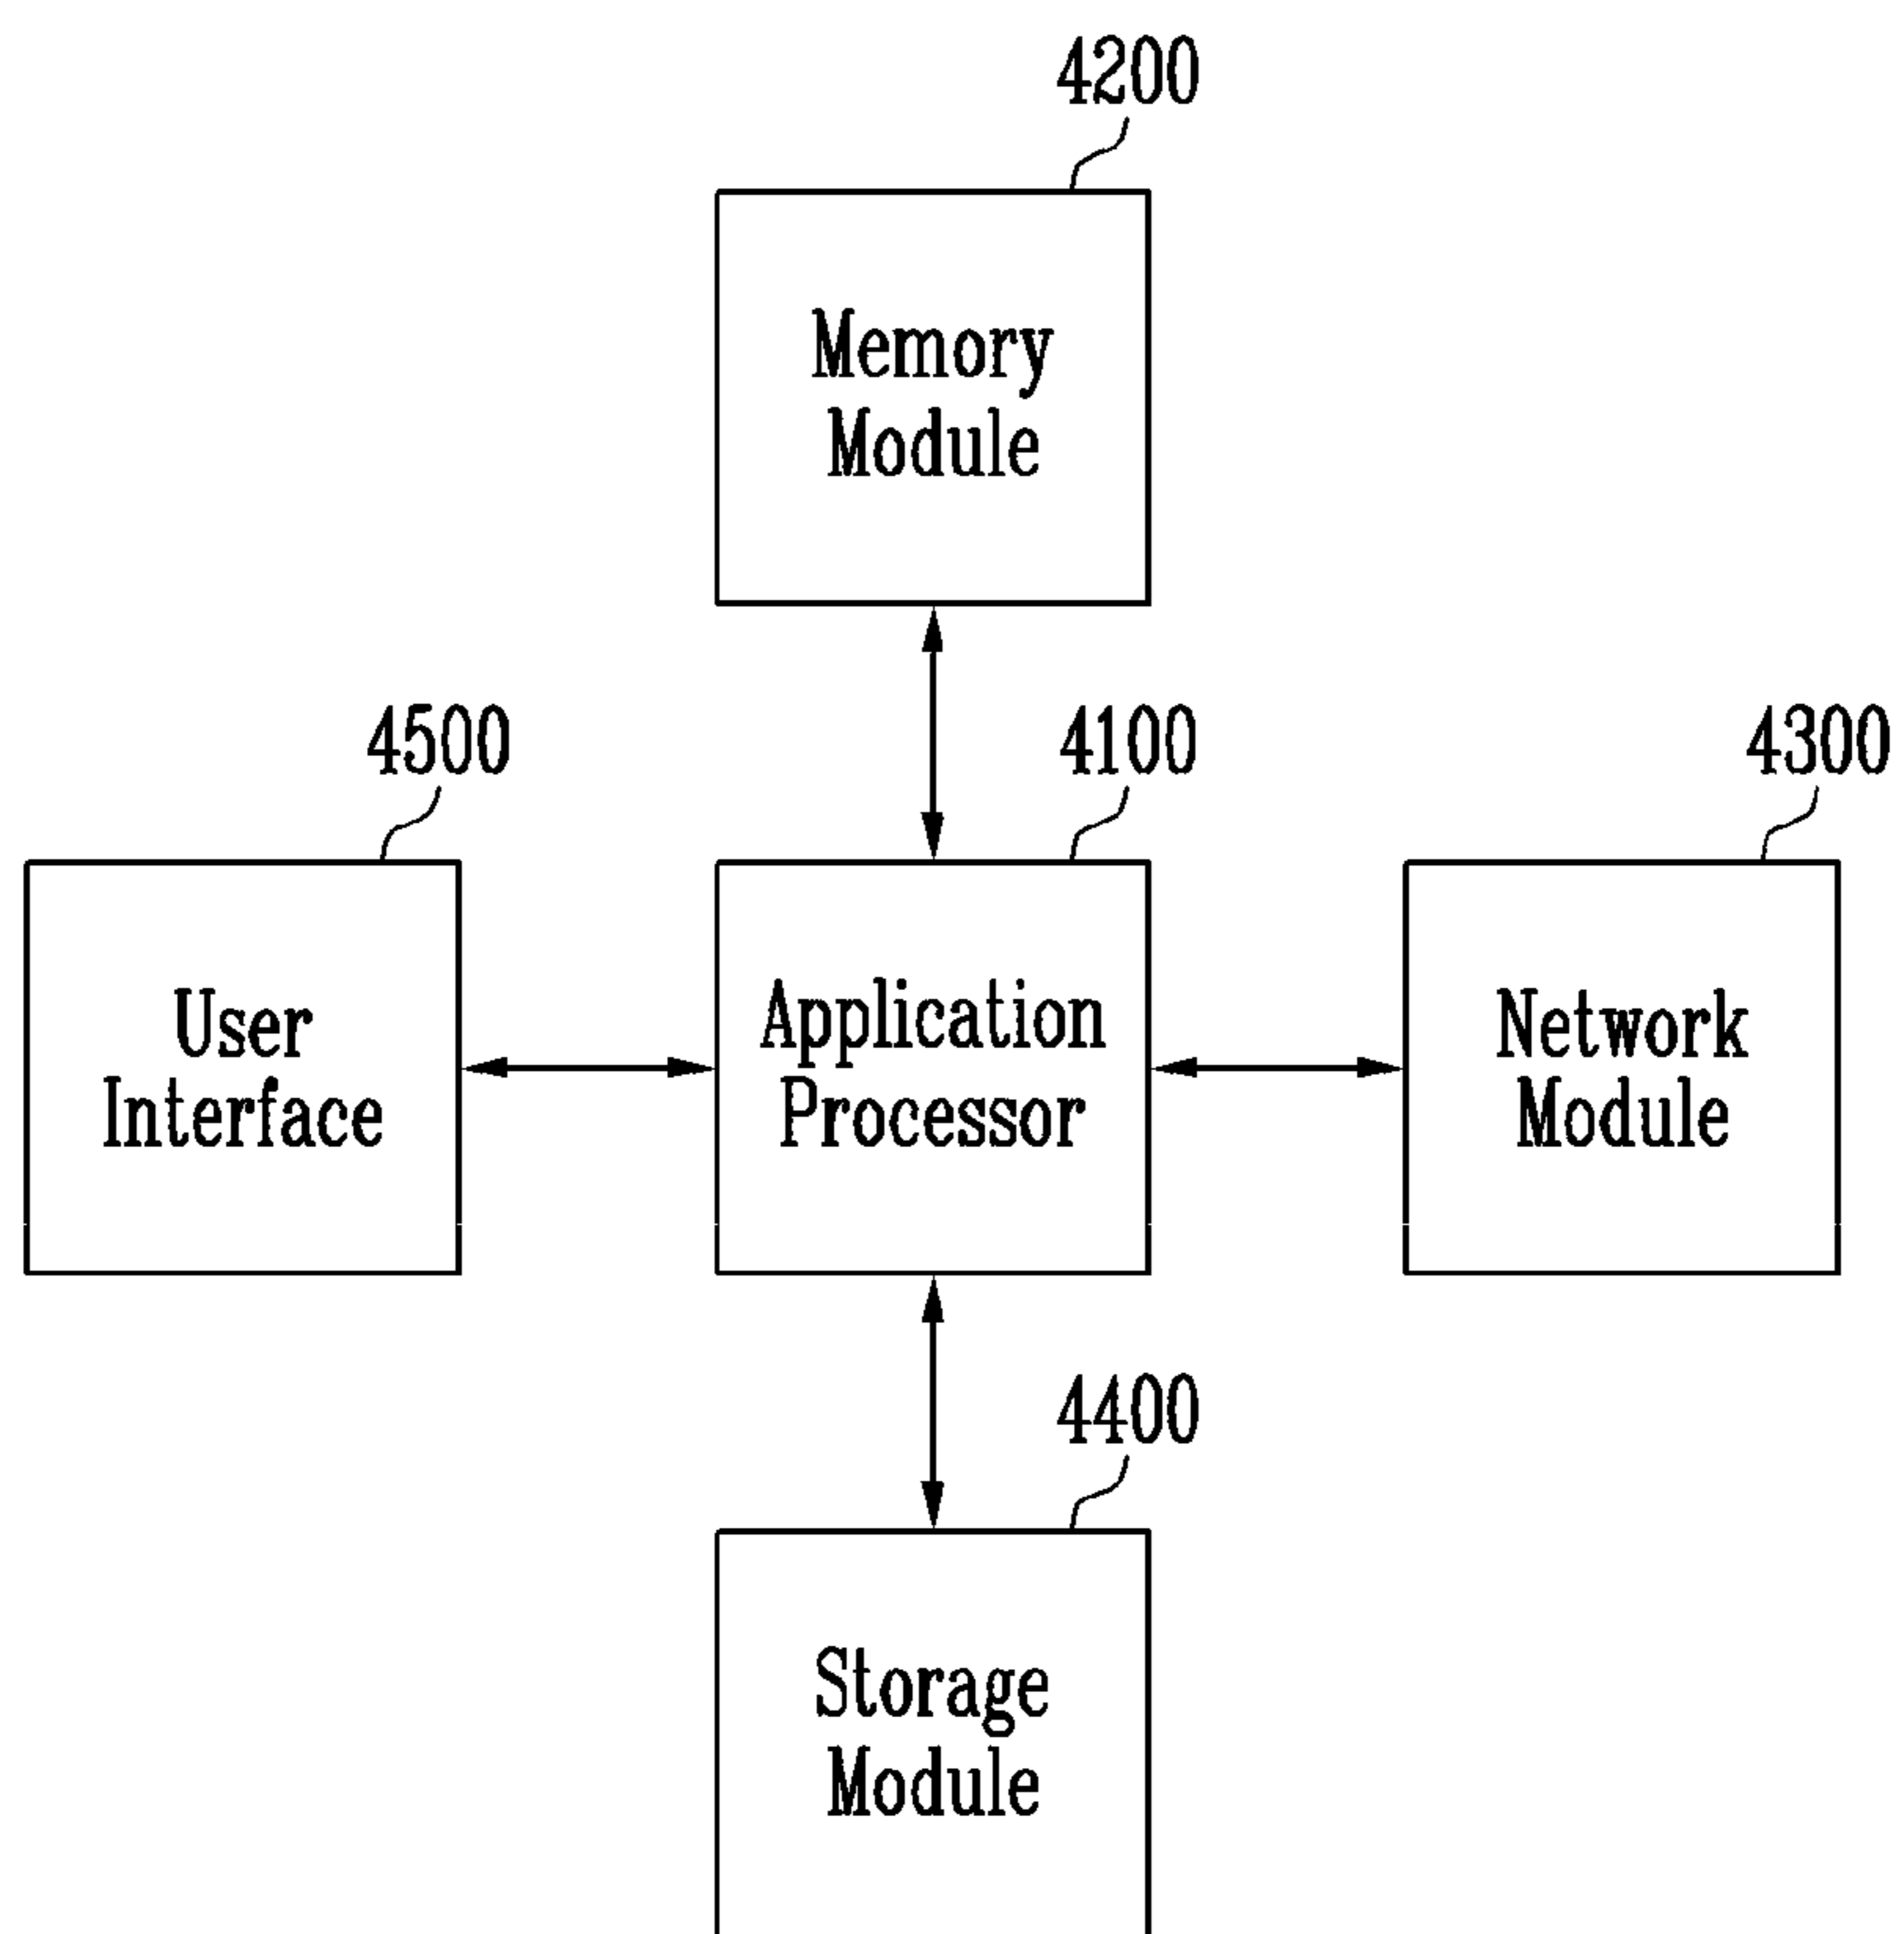 4200
Memory
Module
4500
4100
4300
User
Interface
Application
Processor
Network
Module
4400
Storage
Module